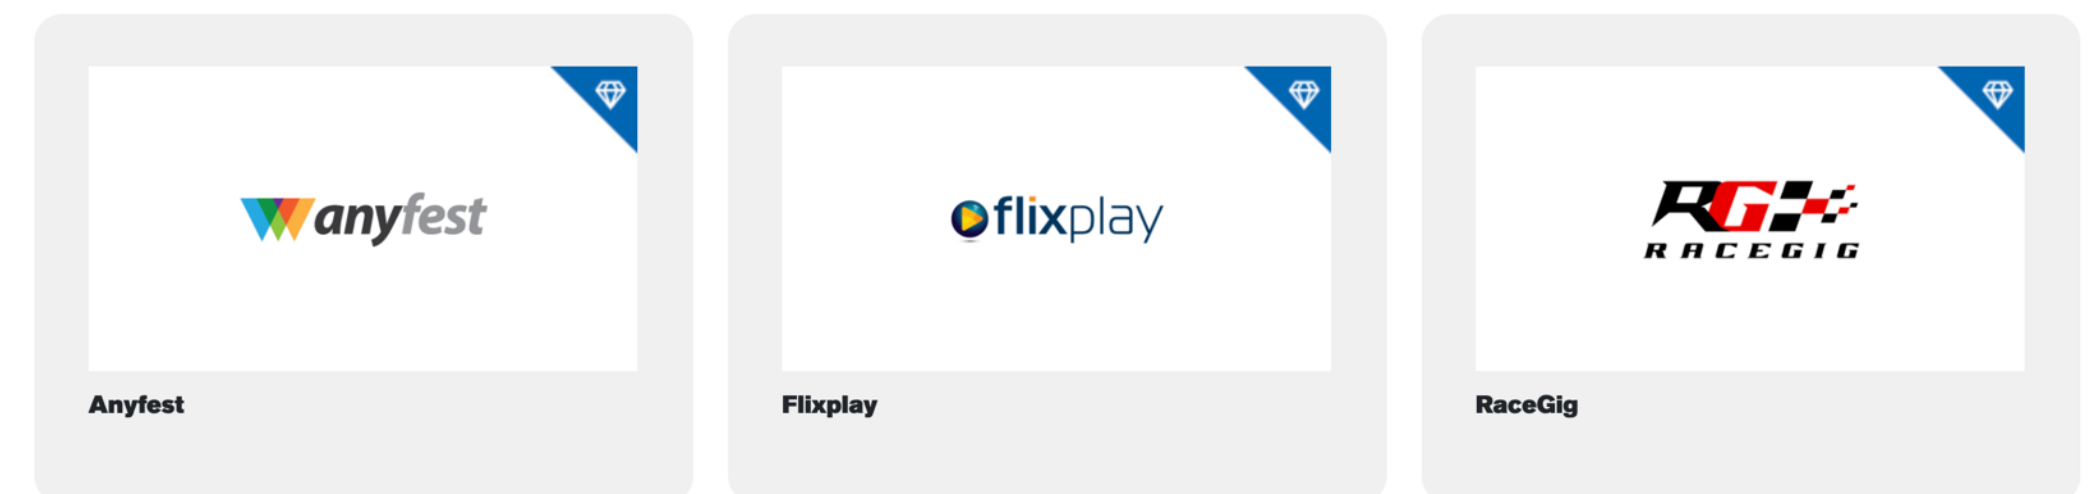 anyfest
Anyfest
flixplay
Flixplay
RG
RACEGIG
RaceGig